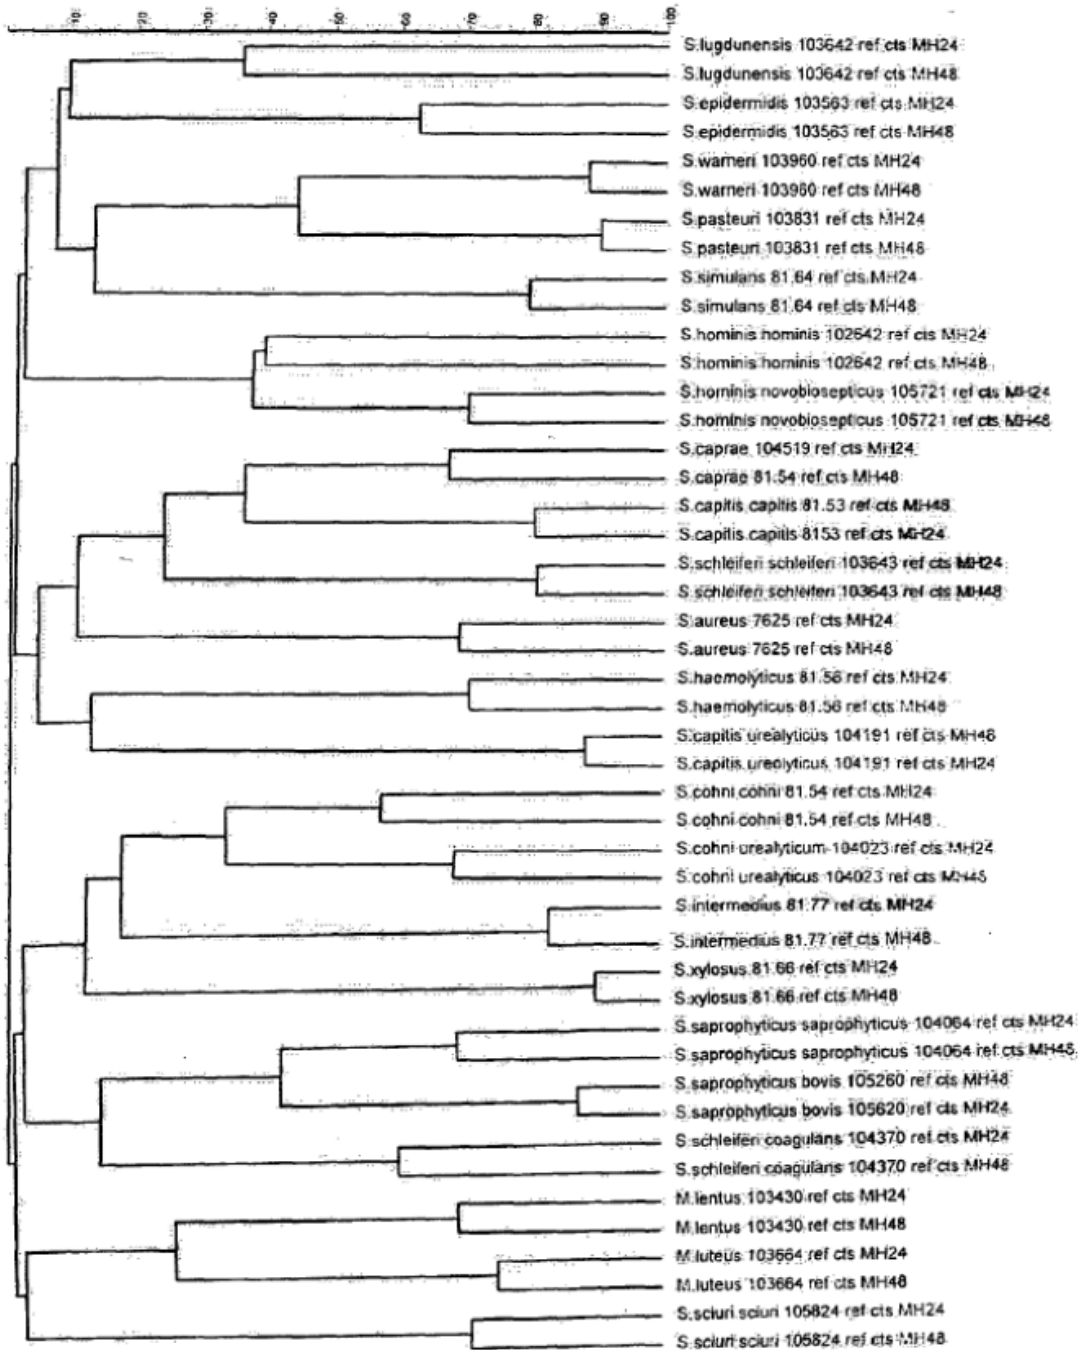 10 20 30 40 50 60 70 80 90 100
S.lugdunensis 103642 ref cts MH24
S.lugdunensis 103642 ref cts MH48
S.epidermidis 103563 ref cts MH24
S.epidermidis 103563 ref cts MH48
S.warneri 103960 ref cts MH24
S.warneri 103960 ref cts MH48
S.pasteuri 103831 ref cts MH24
S.pasteuri 103831 ref cts MH48
S.simulans 81.64 ref cts MH24
S.simulans 81.64 ref cts MH48
S.hominis hominis 102642 ref cts MH24
S.hominis hominis 102642 ref cts MH48
S.hominis novobiosepticus 105721 ref cts MH24
S.hominis novobiosepticus 105721 ref cts MH48
S.caprae 104519 ref cts MH24
S.caprae 81.54 ref cts MH48
S.capitis capitis 81.53 ref cts MH48
S.capitis capitis 8153 ref cts MH24
S.schleiferi schleiferi 103643 ref cts MH24
S.schleiferi schleiferi 103643 ref cts MH48
S.aureus 7625 ref cts MH24
S.aureus 7625 ref cts MH48
S.haemolyticus 81.56 ref cts MH24
S.haemolyticus 81.56 ref cts MH48
S.capitis urealyticus 104191 ref cts MH48
S.capitis ureolyticus 104191 ref cts MH24
S.cohni cohni 81.54 ref cts MH24
S.cohni cohni 81.54 ref cts MH48
S.cohni urealyticum 104023 ref cts MH24
S.cohni urealyticus 104023 ref cts MH48
S.intermedius 81.77 ref cts MH24
S.intermedius 81.77 ref cts MH48
S.xylosus 81.66 ref cts MH24
S.xylosus 81.66 ref cts MH48
S.saprophyticus saprophyticus 104064 ref cts MH24
S.saprophyticus saprophyticus 104064 ref cts MH48
S.saprophyticus bovis 105260 ref cts MH48
S.saprophyticus bovis 105620 ref cts MH24
S.schleiferi coagulans 104370 ref cts MH24
S.schleiferi coagulans 104370 ref cts MH48
M.lentus 103430 ref cts MH24
M.lentus 103430 ref cts MH48
M.luteus 103664 ref cts MH24
M.luteus 103664 ref cts MH48
S.sciuri sciuri 105824 ref cts MH24
S.sciuri sciuri 105824 ref cts MH48